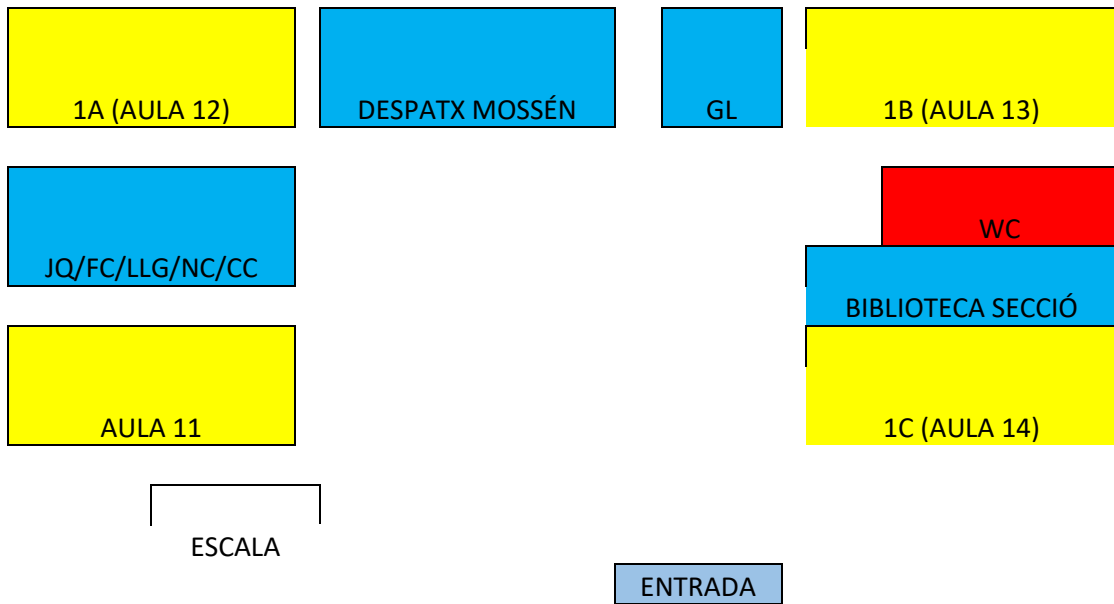 1A (AULA 12)
DESPATX MOSSÉN
GL
1B (AULA 13)
JQ/FC/LLG/NC/CC
WC
BIBLIOTECA SECCIÓ
AULA 11
1C (AULA 14)
ESCALA
ENTRADA